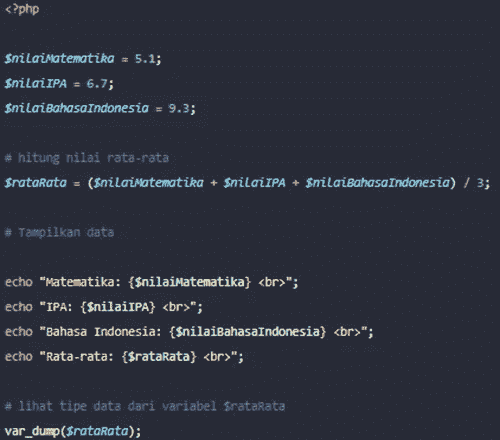 <?php
$nilaiMatematika = 5.1;
$nilaiIPA = 6.7;
$nilaiBahasaIndonesia = 9.3;
# hitung nilai rata-rata
$rataRata = ($nilaiMatematika + $nilaiIPA + $nilaiBahasaIndonesia) / 3;
# Tampilkan data
echo "Matematika: {$nilaiMatematika} <br>";
echo "IPA: {$nilaiIPA} <br>";
echo "Bahasa Indonesia: {$nilaiBahasaIndonesia} <br>";
echo "Rata-rata: {$rataRata} <br>";
# lihat tipe data dari variabel $rataRata
var_dump($rataRata);